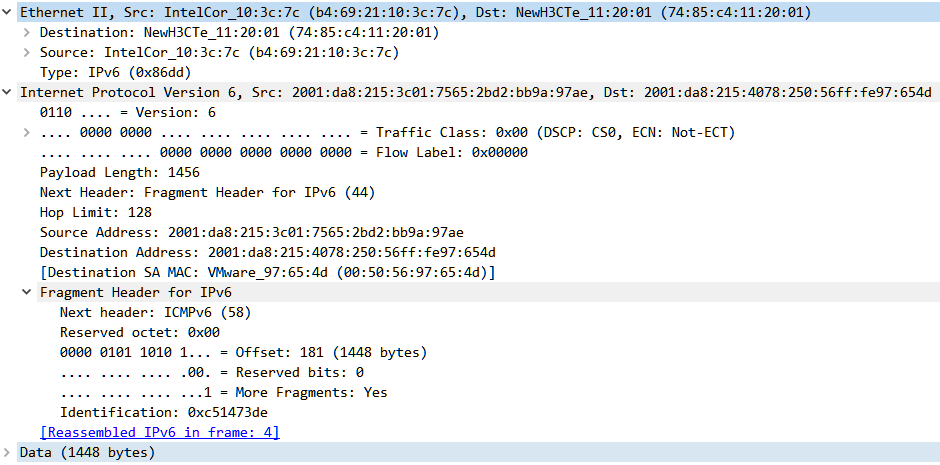 Ethernet II, Src: IntelCor_10:3c:7c (b4:69:21:10:3c:7c), Dst: NewH3CTe_11:20:01 (74:85:c4:11:20:01)
Destination: NewH3CTe_11:20:01 (74:85:c4:11:20:01)
Source: IntelCor_10:3c:7c (b4:69:21:10:3c:7c)
Type: IPv6 (0x86dd)
Internet Protocol Version 6, Src: 2001:da8:215:3c01:7565:2bd2:bb9a:97ae, Dst: 2001:da8:215:4078:250:56ff:fe97:654d
0110 .... = Version: 6
.... 0000 0000 .... .... .... .... .... = Traffic Class: 0x00 (DSCP: CS0, ECN: Not-ECT)
.... .... .... 0000 0000 0000 0000 0000 = Flow Label: 0x00000
Payload Length: 1456
Next Header: Fragment Header for IPv6 (44)
Hop Limit: 128
Source Address: 2001:da8:215:3c01:7565:2bd2:bb9a:97ae
Destination Address: 2001:da8:215:4078:250:56ff:fe97:654d
[Destination SA MAC: VMware_97:65:4d (00:50:56:97:65:4d)]
Fragment Header for IPv6
Next header: ICMPv6 (58)
Reserved octet: 0x00
0000 0101 1010 1... = Offset: 181 (1448 bytes)
.... .... .... .00. = Reserved bits: 0
.... .... .... ...1 = More Fragments: Yes
Identification: 0xc51473de
[Reassembled IPv6 in frame: 4]
Data (1448 bytes)